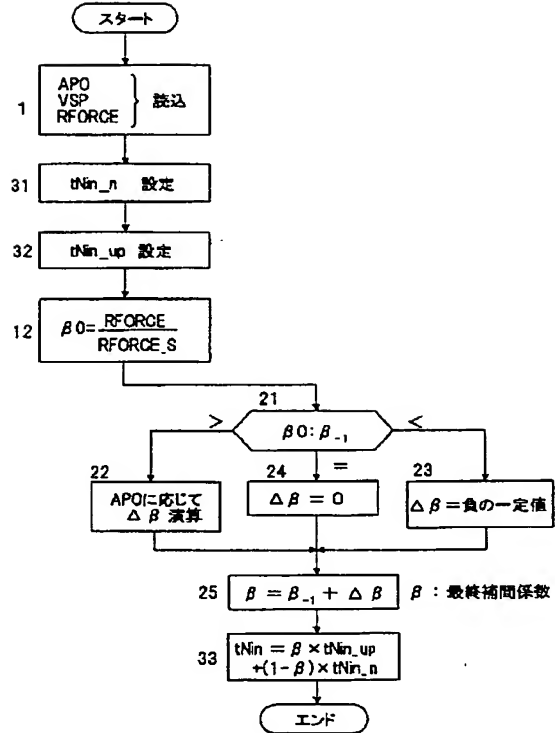 スタート
1
APO
VSP
RFORCE
読込
31
tNin_n 設定
32
tNin_up 設定
12
β0=RFORCE
RFORCE_S
21
>
β0:β-1
<
=
22
APOに応じて
Δβ 演算
24
Δβ=0
23
Δβ=負の一定値
25
β=β-1+Δβ
β:最終補間係数
33
tNin=β×tNin_up
+(1-β)×tNin_n
エンド